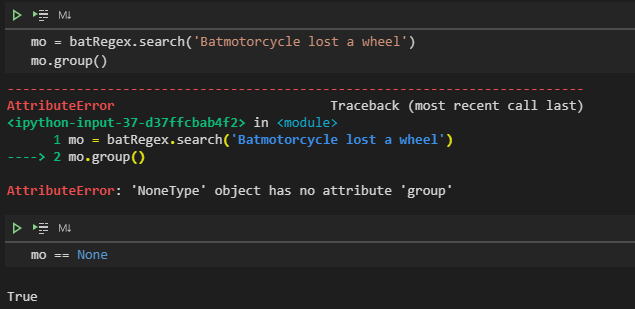 M↓
mo = batRegex.search('Batmotorcycle lost a wheel')
mo.group()
---------------------------------------------------------------------------
AttributeError                            Traceback (most recent call last)
<ipython-input-37-d37ffcbab4f2> in <module>
      1 mo = batRegex.search('Batmotorcycle lost a wheel')
----> 2 mo.group()
AttributeError: 'NoneType' object has no attribute 'group'
M↓
mo == None
True